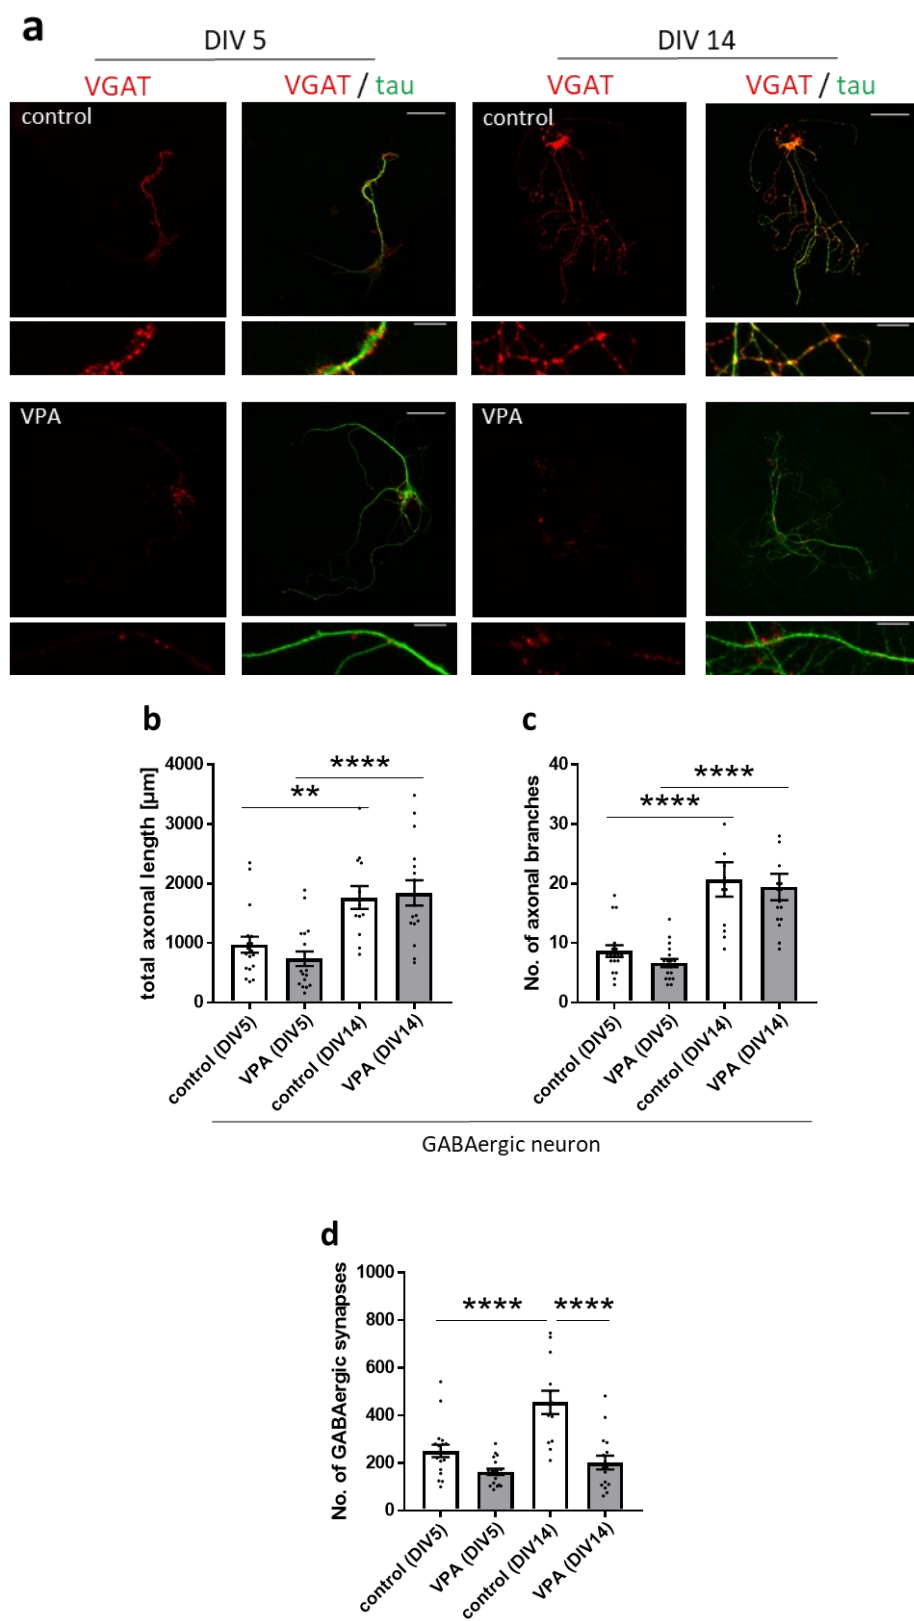 a
DIV 5
DIV 14
VGAT
VGAT / tau
VGAT
VGAT / tau
control
control
VPA
VPA
b
c
total axonal length [µm]
4000
3000
2000
1000
0
**
****
control (DIV5)
VPA (DIV5)
control (DIV14)
VPA (DIV14)
No. of axonal branches
40
30
20
10
0
****
****
control (DIV5)
VPA (DIV5)
control (DIV14)
VPA (DIV14)
GABAergic neuron
d
No. of GABAergic synapses
1000
800
600
400
200
0
****
****
control (DIV5)
VPA (DIV5)
control (DIV14)
VPA (DIV14)